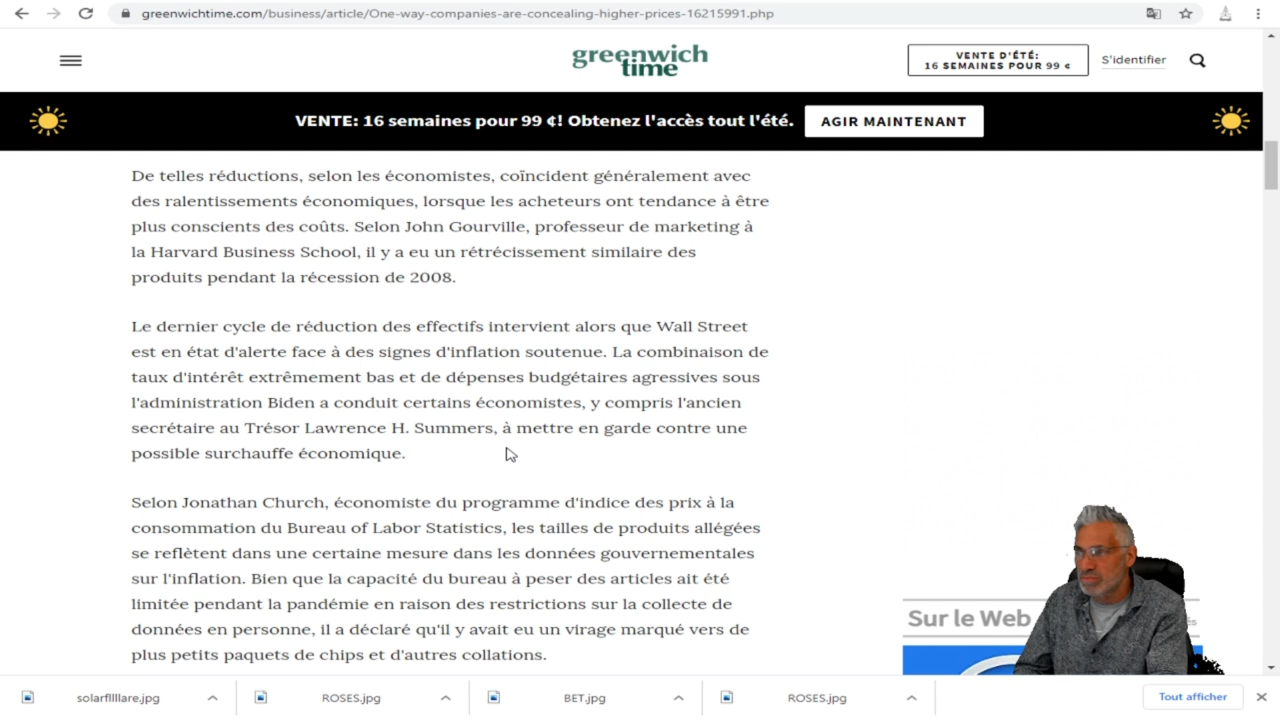 greenwichtime.com/business/article/One-way-companies-are-concealing-higher-prices-16215991.php
greenwich
time
VENTE D'ÉTÉ:
16 SEMAINES POUR 99 ¢
S'identifier
VENTE: 16 semaines pour 99 ¢! Obtenez l'accès tout l'été.
AGIR MAINTENANT
De telles réductions, selon les économistes, coïncident généralement avec
des ralentissements économiques, lorsque les acheteurs ont tendance à être
plus conscients des coûts. Selon John Gourville, professeur de marketing à
la Harvard Business School, il y a eu un rétrécissement similaire des
produits pendant la récession de 2008.
Le dernier cycle de réduction des effectifs intervient alors que Wall Street
est en état d'alerte face à des signes d'inflation soutenue. La combinaison de
taux d'intérêt extrêmement bas et de dépenses budgétaires agressives sous
l'administration Biden a conduit certains économistes, y compris l'ancien
secrétaire au Trésor Lawrence H. Summers, à mettre en garde contre une
possible surchauffe économique.
Selon Jonathan Church, économiste du programme d'indice des prix à la
consommation du Bureau of Labor Statistics, les tailles de produits allégées
se reflètent dans une certaine mesure dans les données gouvernementales
sur l'inflation. Bien que la capacité du bureau à peser des articles ait été
limitée pendant la pandémie en raison des restrictions sur la collecte de
données en personne, il a déclaré qu'il y avait eu un virage marqué vers de
plus petits paquets de chips et d'autres collations.
Sur le Web
solarflllare.jpg
ROSES.jpg
BET.jpg
ROSES.jpg
Tout afficher